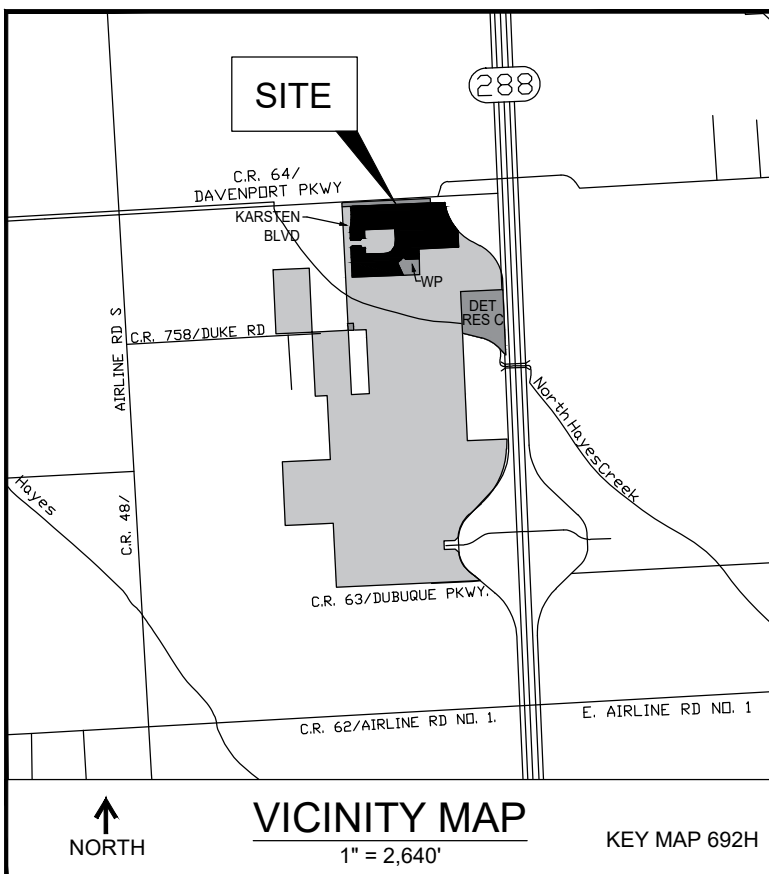 288
SITE
C.R. 64/
DAVENPORT PKWY
KARSTEN
BLVD
WP
DET
RES C
C.R. 758/DUKE RD
AIRLINE RD S
C.R. 48/
North Hayes Creek
Hayes
C.R. 63/DUBUQUE PKWY.
C.R. 62/AIRLINE RD NO. 1.
E. AIRLINE RD NO. 1
NORTH
VICINITY MAP
1" = 2,640'
KEY MAP 692H